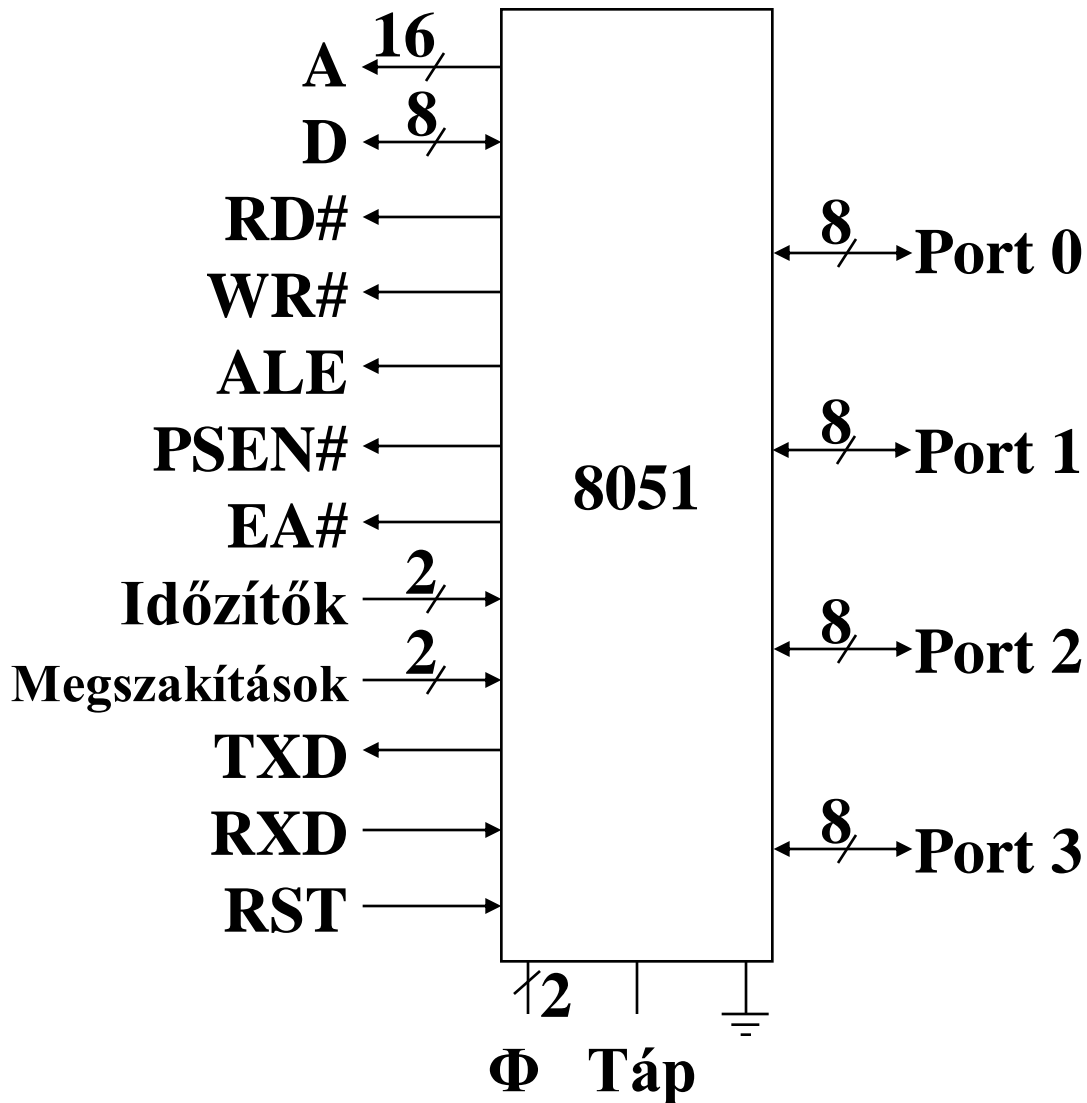 16
A
8
D
RD#
WR#
ALE
PSEN#
EA#
2
Időzítők
2
Megszakítások
TXD
RXD
RST
8051
8
Port 0
8
Port 1
8
Port 2
8
Port 3
2
Φ Táp